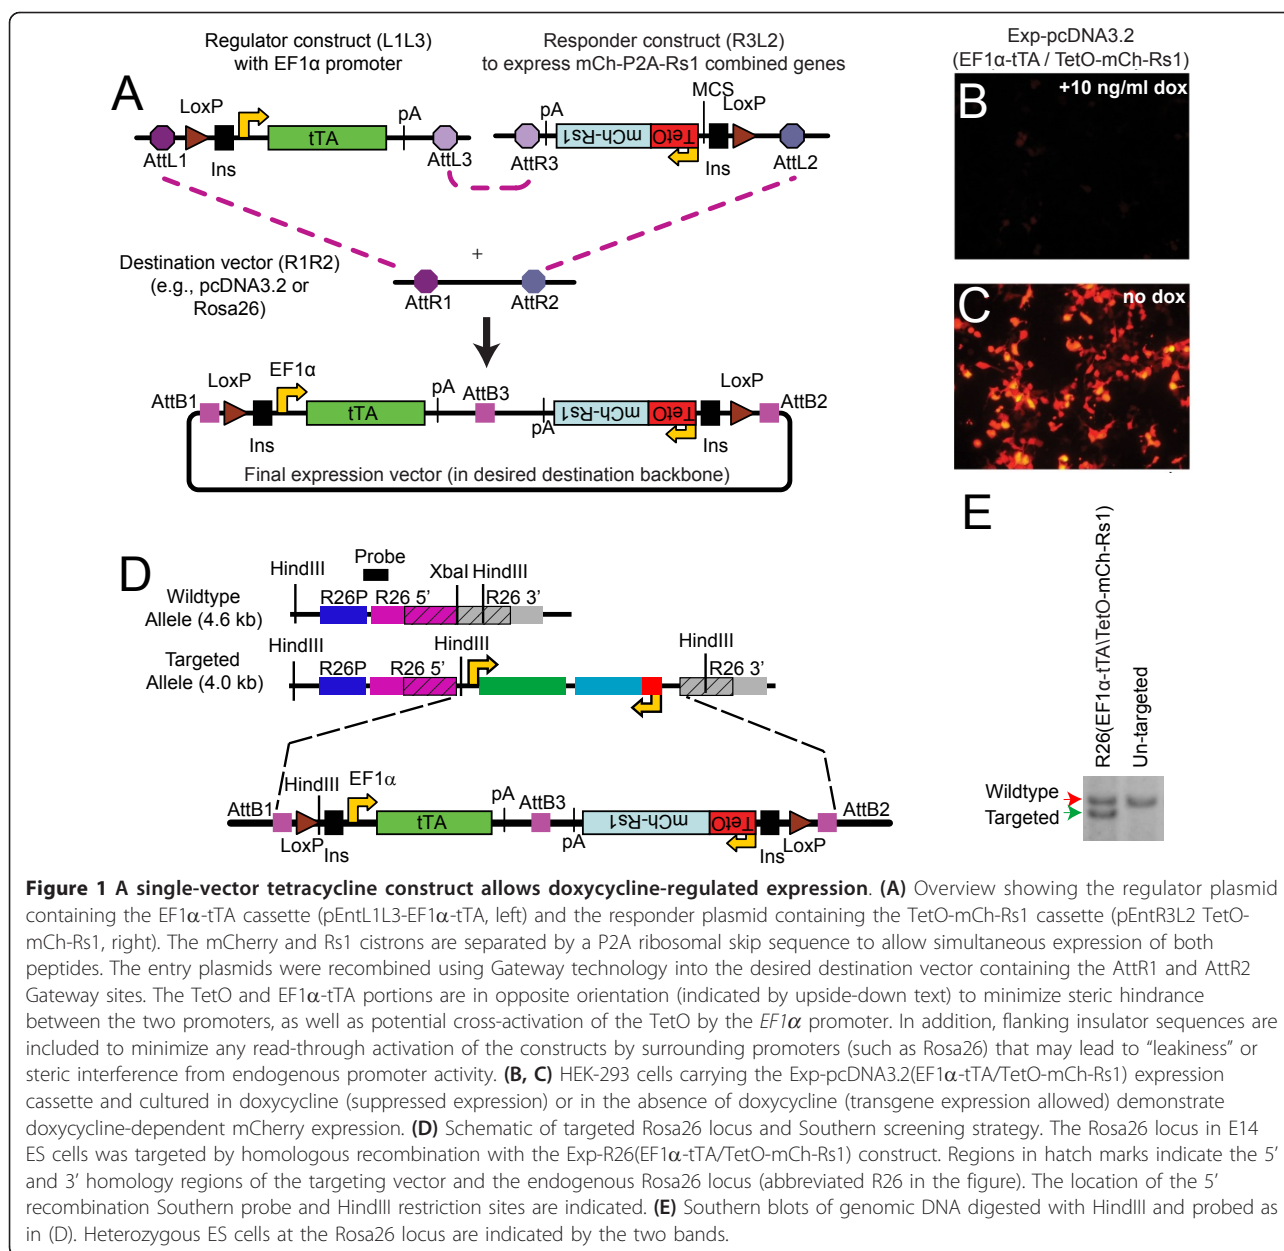 Regulator construct (L1L3)
with EF1α promoter
Responder construct (R3L2)
to express mCh-P2A-Rs1 combined genes
Exp-pcDNA3.2
(EF1α-tTA / TetO-mCh-Rs1)
A
LoxP
pA
pA
MCS
LoxP
tTA
mCh-Rs1
TetO
AttL1
Ins
AttL3
AttR3
Ins
AttL2
B
+10 ng/ml dox
Destination vector (R1R2)
(e.g., pcDNA3.2 or
Rosa26)
+
AttR1
AttR2
C
no dox
AttB1
LoxP
EF1α
pA
AttB3
LoxP
AttB2
tTA
mCh-Rs1
TetO
Ins
pA
Ins
Final expression vector (in desired destination backbone)
D
Probe
HindIII
XbaI
HindIII
Wildtype
Allele (4.6 kb)
R26P
R26 5’
R26 3’
HindIII
HindIII
HindIII
Targeted
Allele (4.0 kb)
R26P
R26 5’
R26 3’
AttB1
HindIII
EF1α
pA
AttB3
AttB2
tTA
mCh-Rs1
TetO
LoxP
Ins
pA
Ins
LoxP
E
R26(EF1α-tTA\TetO-mCh-Rs1)
Un-targeted
Wildtype
Targeted
Figure 1 A single-vector tetracycline construct allows doxycycline-regulated expression. (A) Overview showing the regulator plasmid
containing the EF1α-tTA cassette (pEntL1L3-EF1α-tTA, left) and the responder plasmid containing the TetO-mCh-Rs1 cassette (pEntR3L2 TetO-
mCh-Rs1, right). The mCherry and Rs1 cistrons are separated by a P2A ribosomal skip sequence to allow simultaneous expression of both
peptides. The entry plasmids were recombined using Gateway technology into the desired destination vector containing the AttR1 and AttR2
Gateway sites. The TetO and EF1α-tTA portions are in opposite orientation (indicated by upside-down text) to minimize steric hindrance
between the two promoters, as well as potential cross-activation of the TetO by the EF1α promoter. In addition, flanking insulator sequences are
included to minimize any read-through activation of the constructs by surrounding promoters (such as Rosa26) that may lead to “leakiness” or
steric interference from endogenous promoter activity. (B, C) HEK-293 cells carrying the Exp-pcDNA3.2(EF1α-tTA/TetO-mCh-Rs1) expression
cassette and cultured in doxycycline (suppressed expression) or in the absence of doxycycline (transgene expression allowed) demonstrate
doxycycline-dependent mCherry expression. (D) Schematic of targeted Rosa26 locus and Southern screening strategy. The Rosa26 locus in E14
ES cells was targeted by homologous recombination with the Exp-R26(EF1α-tTA/TetO-mCh-Rs1) construct. Regions in hatch marks indicate the 5’
and 3’ homology regions of the targeting vector and the endogenous Rosa26 locus (abbreviated R26 in the figure). The location of the 5’
recombination Southern probe and HindIII restriction sites are indicated. (E) Southern blots of genomic DNA digested with HindIII and probed as
in (D). Heterozygous ES cells at the Rosa26 locus are indicated by the two bands.